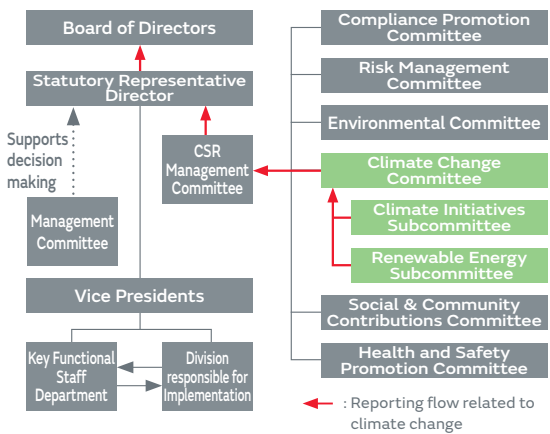 Board of Directors
Statutory Representative
Director
Supports
decision
making
CSR
Management
Committee
Management
Committee
Vice Presidents
Key Functional
Staff
Department
Division
responsible for
Implementation
Compliance Promotion
Committee
Risk Management
Committee
Environmental Committee
Climate Change
Committee
Climate Initiatives
Subcommittee
Renewable Energy
Subcommittee
Social & Community
Contributions Committee
Health and Safety
Promotion Committee
: Reporting flow related to
climate change